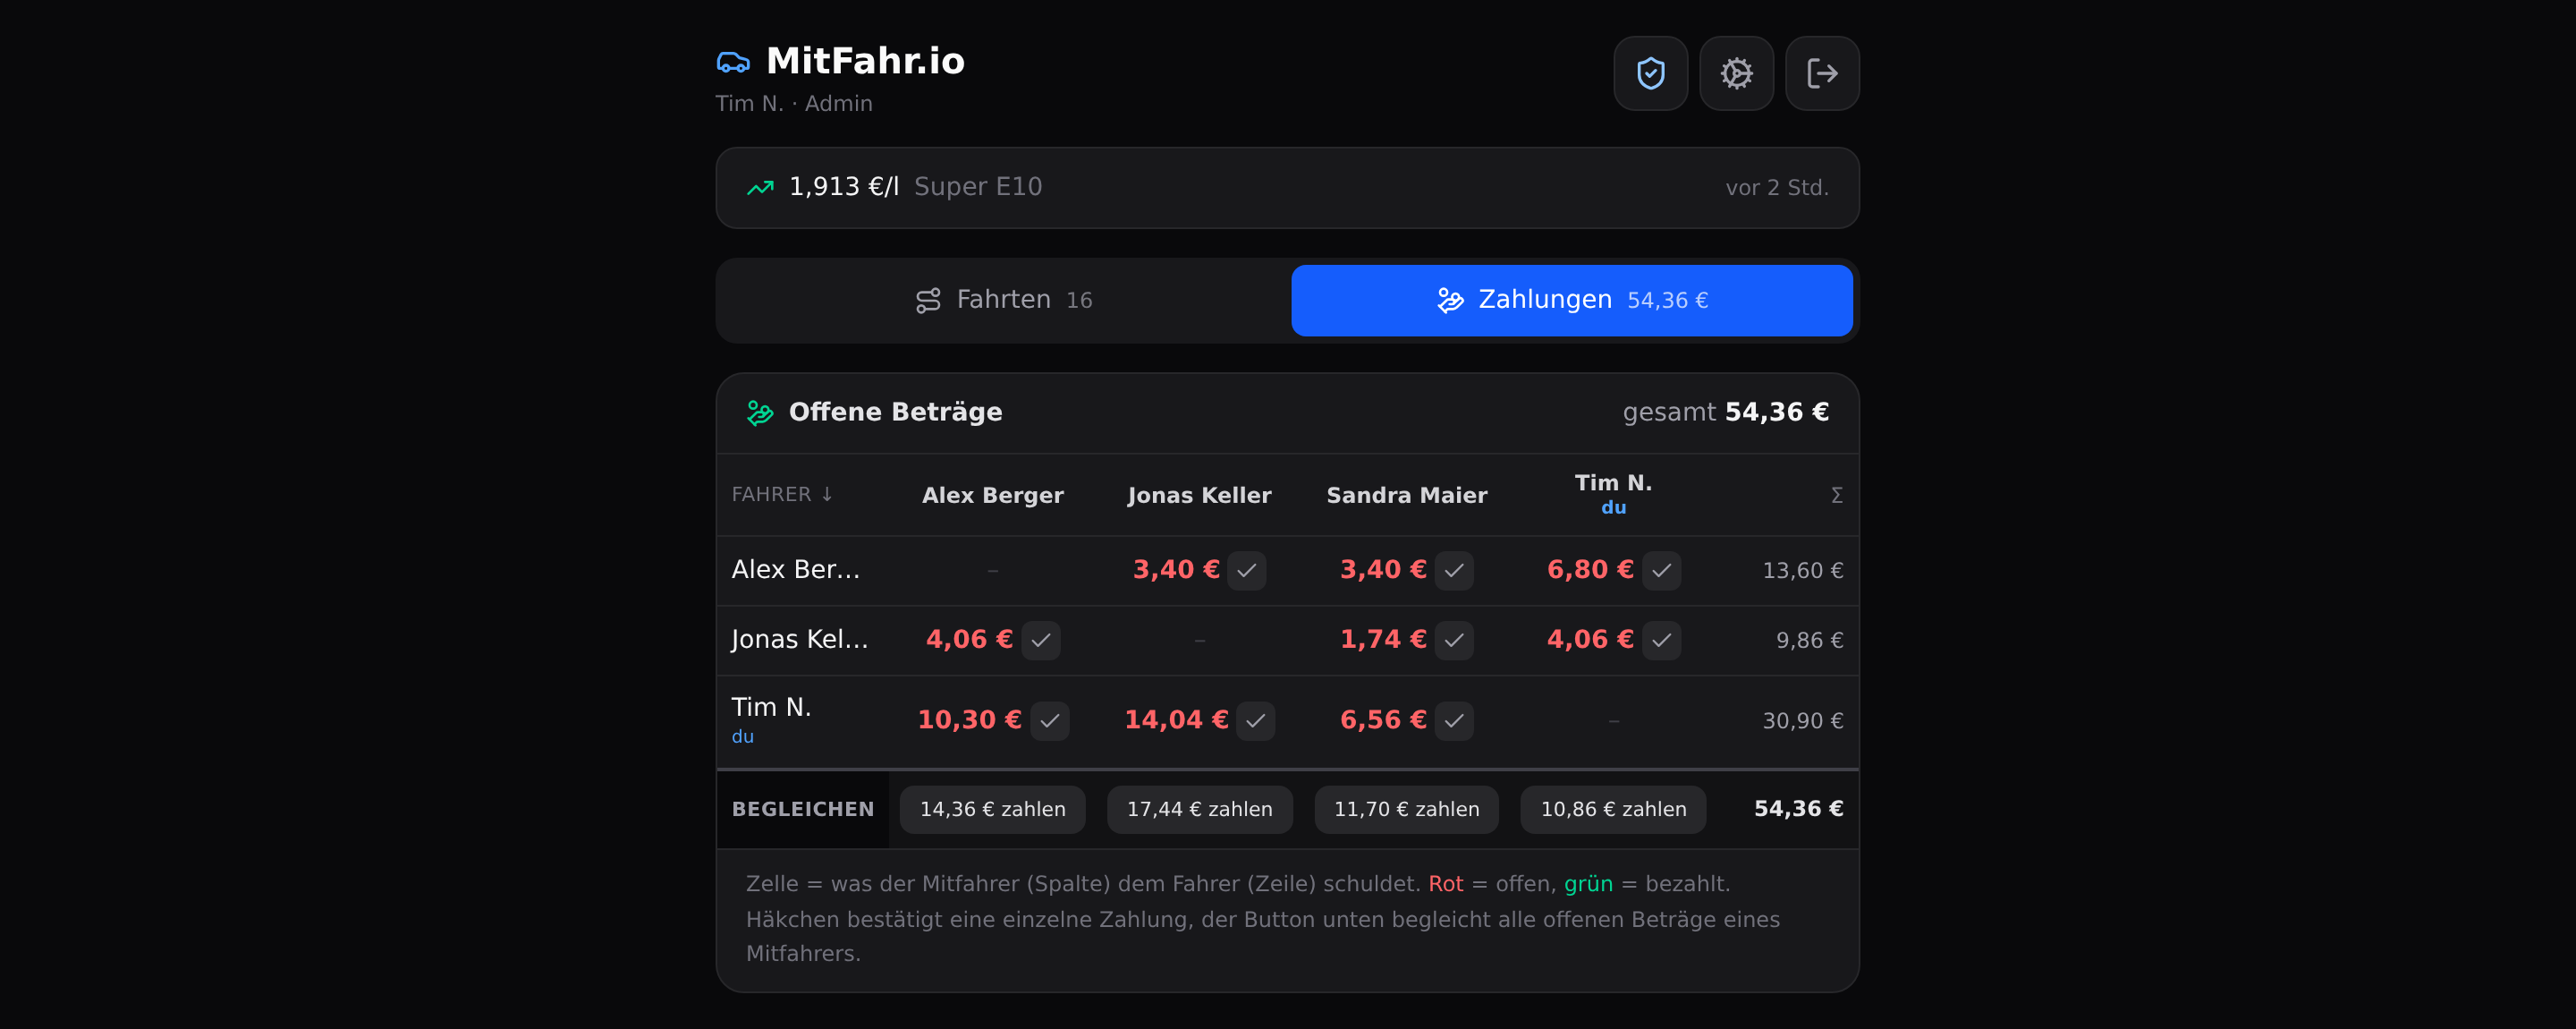 MitFahr.io
Tim N. · Admin
1,913 €/l Super E10 vor 2 Std.
Fahrten 16 Zahlungen 54,36 €
Offene Beträge gesamt 54,36 €
FAHRER ↓ Alex Berger Jonas Keller Sandra Maier Tim N. du Σ
Alex Ber... – 3,40 € 3,40 € 6,80 € 13,60 €
Jonas Kel... 4,06 € – 1,74 € 4,06 € 9,86 €
Tim N. du 10,30 € 14,04 € 6,56 € – 30,90 €
BEGLEICHEN 14,36 € zahlen 17,44 € zahlen 11,70 € zahlen 10,86 € zahlen 54,36 €
Zelle = was der Mitfahrer (Spalte) dem Fahrer (Zeile) schuldet. Rot = offen, grün = bezahlt.
Häkchen bestätigt eine einzelne Zahlung, der Button unten begleicht alle offenen Beträge eines
Mitfahrers.